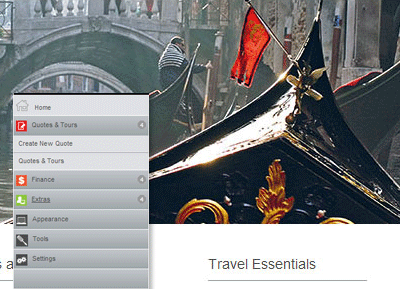 Home
Quotes & Tours
Create New Quote
Quotes & Tours
Finance
Extras
Appearance
Tools
Settings
Travel Essentials